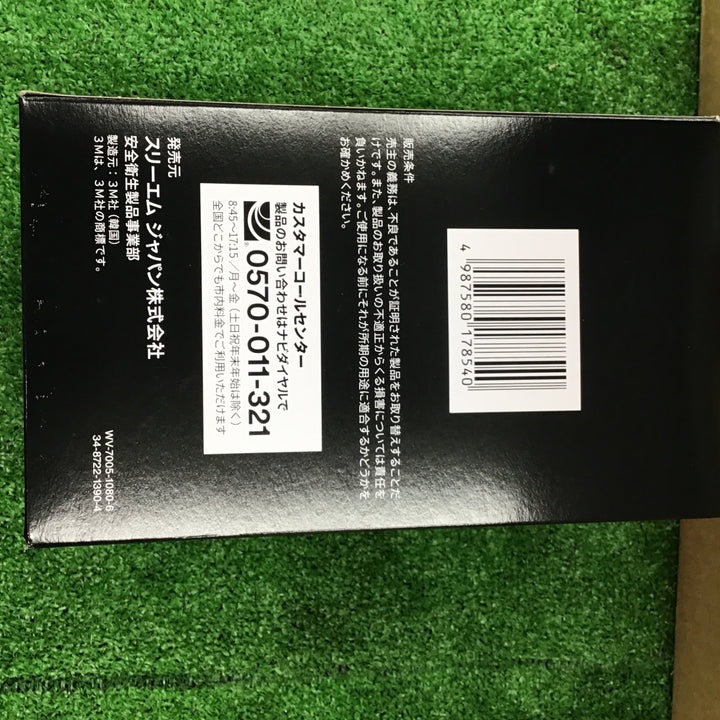 4 987580 178540
販売条件
売主の義務は、不良であることが証明された製品をお取り替えすることだ
けです。また、製品のお取り扱いの不適正からくる損害については責任を
負いかねます。ご使用になる前にそれが所期の用途に適合するかどうかを
お確かめください。
カスタマーコールセンター
製品のお問い合わせはナビダイヤルで
0570-011-321
8:45～17:15／月～金(土日祝年末年始は除く)
全国どこからでも市内料金でご利用いただけます
発売元
スリーエム ジャパン株式会社
安全衛生製品事業部
製造元：3M社(韓国)
3Mは、3M社の商標です。
WV-7005-1080-6
34-8722-1390-4